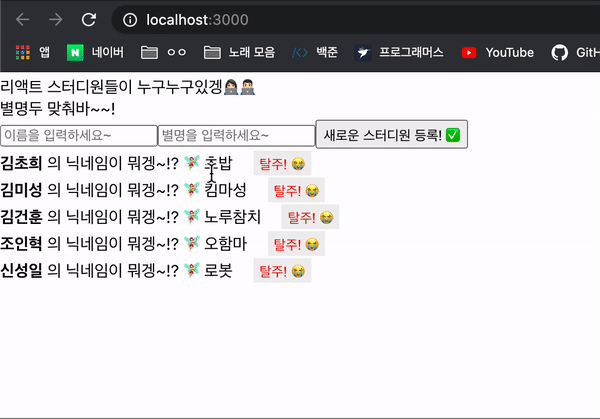 localhost:3000
앱 네이버 ㅇㅇ 노래 모음 </> 백준 프로그래머스 YouTube GitH
리액트 스터디원들이 누구누구있겡👩🏻‍💻👨🏻‍💻
별명두 맞춰바~~!
이름을 입력하세요~ 별명을 입력하세요~ 새로운 스터디원 등록! ✅
김초희 의 닉네임이 뭐겡~!? 🧚🏻 초밥 탈주! 😭
김미성 의 닉네임이 뭐겡~!? 🧚🏻 킴마성 탈주! 😭
김건훈 의 닉네임이 뭐겡~!? 🧚🏻 노루참치 탈주! 😭
조인혁 의 닉네임이 뭐겡~!? 🧚🏻 오함마 탈주! 😭
신성일 의 닉네임이 뭐겡~!? 🧚🏻 로봇 탈주! 😭